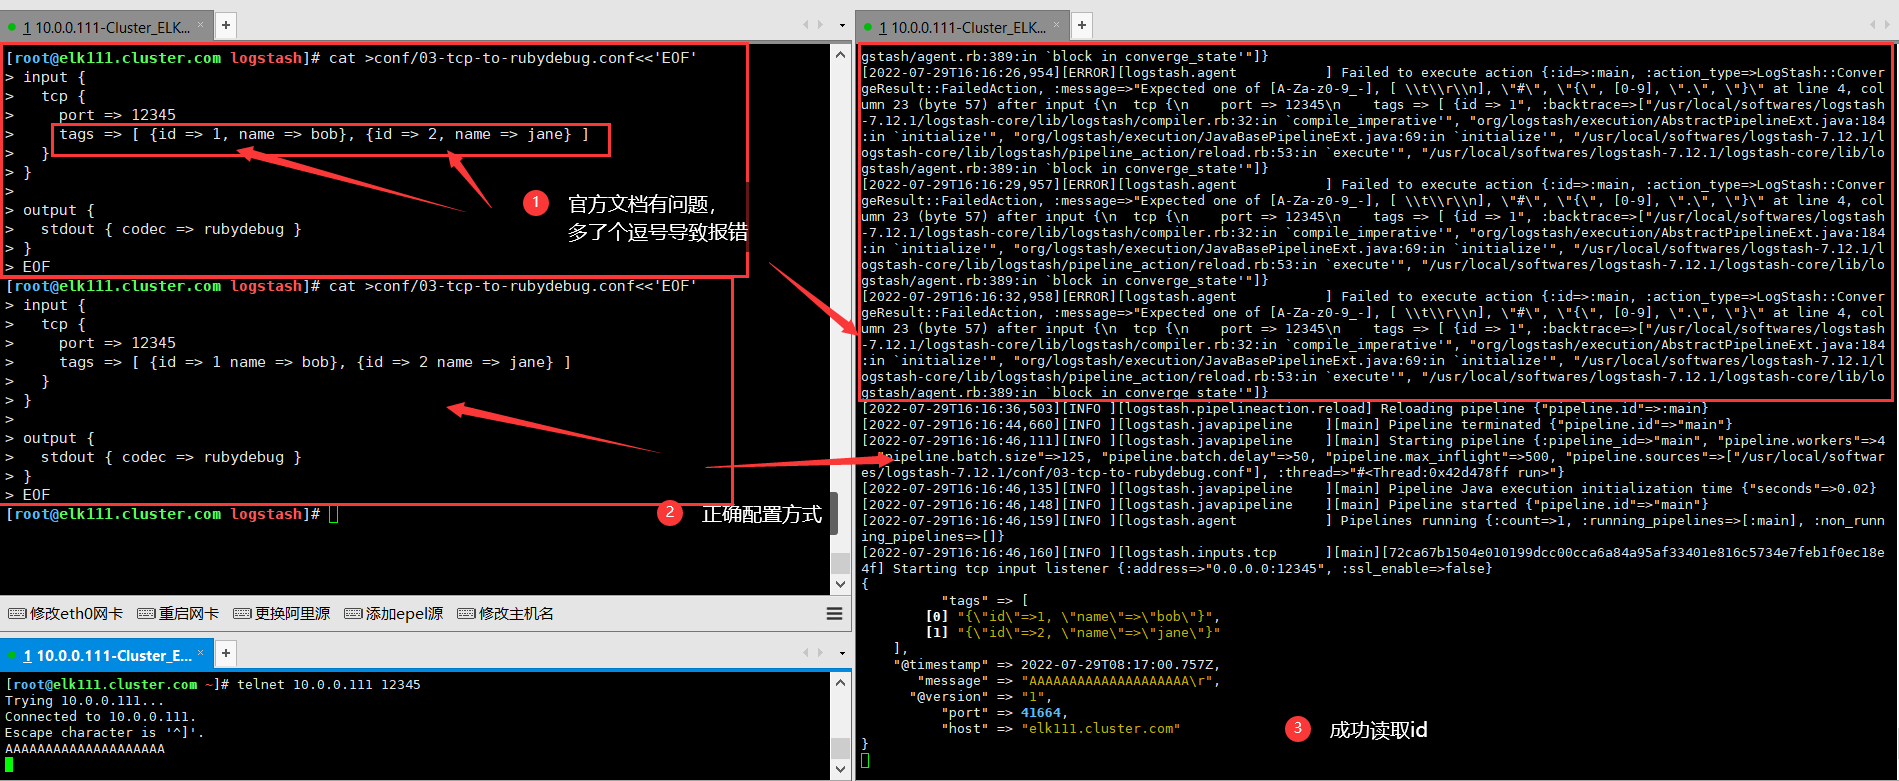 1 10.0.0.111-Cluster_ELK...
[root@elk111.cluster.com logstash]# cat >conf/03-tcp-to-rubydebug.conf<<'EOF'
> input {
>   tcp {
>     port => 12345
>     tags => [ {id => 1, name => bob}, {id => 2, name => jane} ]
>   }
> }
>
> output {
>   stdout { codec => rubydebug }
> }
> EOF
1 官方文档有问题，
多了个逗号导致报错
[root@elk111.cluster.com logstash]# cat >conf/03-tcp-to-rubydebug.conf<<'EOF'
> input {
>   tcp {
>     port => 12345
>     tags => [ {id => 1 name => bob}, {id => 2 name => jane} ]
>   }
> }
>
> output {
>   stdout { codec => rubydebug }
> }
> EOF
[root@elk111.cluster.com logstash]#
2 正确配置方式
修改eth0网卡 重启网卡 更换阿里源 添加epel源 修改主机名
1 10.0.0.111-Cluster_E...
[root@elk111.cluster.com ~]# telnet 10.0.0.111 12345
Trying 10.0.0.111...
Connected to 10.0.0.111.
Escape character is '^]'.
AAAAAAAAAAAAAAAAAAAA
1 10.0.0.111-Cluster_ELK...
gstash/agent.rb:389:in `block in converge_state'"]}
[2022-07-29T16:16:26,954][ERROR][logstash.agent           ] Failed to execute action {:id=>:main, :action_type=>LogStash::Conver
geResult::FailedAction, :message=>"Expected one of [A-Za-z0-9_-], [ \\t\\r\\n], \"#\", \"{\", [0-9], \".\", \"}\" at line 4, col
umn 23 (byte 57) after input {\n  tcp {\n    port => 12345\n    tags => [ {id => 1", :backtrace=>["/usr/local/softwares/logstash
-7.12.1/logstash-core/lib/logstash/compiler.rb:32:in `compile_imperative'", "org/logstash/execution/AbstractPipelineExt.java:184
:in `initialize'", "org/logstash/execution/JavaBasePipelineExt.java:69:in `initialize'", "/usr/local/softwares/logstash-7.12.1/l
ogstash-core/lib/logstash/pipeline_action/reload.rb:53:in `execute'", "/usr/local/softwares/logstash-7.12.1/logstash-core/lib/lo
gstash/agent.rb:389:in `block in converge_state'"]}
[2022-07-29T16:16:29,957][ERROR][logstash.agent           ] Failed to execute action {:id=>:main, :action_type=>LogStash::Conver
geResult::FailedAction, :message=>"Expected one of [A-Za-z0-9_-], [ \\t\\r\\n], \"#\", \"{\", [0-9], \".\", \"}\" at line 4, col
umn 23 (byte 57) after input {\n  tcp {\n    port => 12345\n    tags => [ {id => 1", :backtrace=>["/usr/local/softwares/logstash
-7.12.1/logstash-core/lib/logstash/compiler.rb:32:in `compile_imperative'", "org/logstash/execution/AbstractPipelineExt.java:184
:in `initialize'", "org/logstash/execution/JavaBasePipelineExt.java:69:in `initialize'", "/usr/local/softwares/logstash-7.12.1/l
ogstash-core/lib/logstash/pipeline_action/reload.rb:53:in `execute'", "/usr/local/softwares/logstash-7.12.1/logstash-core/lib/lo
gstash/agent.rb:389:in `block in converge_state'"]}
[2022-07-29T16:16:32,958][ERROR][logstash.agent           ] Failed to execute action {:id=>:main, :action_type=>LogStash::Conver
geResult::FailedAction, :message=>"Expected one of [A-Za-z0-9_-], [ \\t\\r\\n], \"#\", \"{\", [0-9], \".\", \"}\" at line 4, col
umn 23 (byte 57) after input {\n  tcp {\n    port => 12345\n    tags => [ {id => 1", :backtrace=>["/usr/local/softwares/logstash
-7.12.1/logstash-core/lib/logstash/compiler.rb:32:in `compile_imperative'", "org/logstash/execution/AbstractPipelineExt.java:184
:in `initialize'", "org/logstash/execution/JavaBasePipelineExt.java:69:in `initialize'", "/usr/local/softwares/logstash-7.12.1/l
ogstash-core/lib/logstash/pipeline_action/reload.rb:53:in `execute'", "/usr/local/softwares/logstash-7.12.1/logstash-core/lib/lo
gstash/agent.rb:389:in `block in converge_state'"]}
[2022-07-29T16:16:36,503][INFO ][logstash.pipelineaction.reload] Reloading pipeline {"pipeline.id"=>:main}
[2022-07-29T16:16:44,660][INFO ][logstash.javapipeline    ][main] Pipeline terminated {"pipeline.id"=>"main"}
[2022-07-29T16:16:46,111][INFO ][logstash.javapipeline    ][main] Starting pipeline {:pipeline_id=>"main", "pipeline.workers"=>4
"pipeline.batch.size"=>125, "pipeline.batch.delay"=>50, "pipeline.max_inflight"=>500, "pipeline.sources"=>["/usr/local/softwar
es/logstash-7.12.1/conf/03-tcp-to-rubydebug.conf"], :thread=>"#<Thread:0x42d478ff run>"}
[2022-07-29T16:16:46,135][INFO ][logstash.javapipeline    ][main] Pipeline Java execution initialization time {"seconds"=>0.02}
[2022-07-29T16:16:46,148][INFO ][logstash.javapipeline    ][main] Pipeline started {"pipeline.id"=>"main"}
[2022-07-29T16:16:46,159][INFO ][logstash.agent           ] Pipelines running {:count=>1, :running_pipelines=>[:main], :non_runn
ing_pipelines=>[]}
[2022-07-29T16:16:46,160][INFO ][logstash.inputs.tcp      ][main][72ca67b1504e010199dcc00cca6a84a95af33401e816c5734e7feb1f0ec18e
4f] Starting tcp input listener {:address=>"0.0.0.0:12345", :ssl_enable=>false}
{
"tags" => [
[0] "{\"id\"=>1, \"name\"=>\"bob\"}",
[1] "{\"id\"=>2, \"name\"=>\"jane\"}"
],
"@timestamp" => 2022-07-29T08:17:00.757Z,
"message" => "AAAAAAAAAAAAAAAAAAAA\r",
"@version" => "1",
"port" => 41664,
"host" => "elk111.cluster.com"
}
3 成功读取id